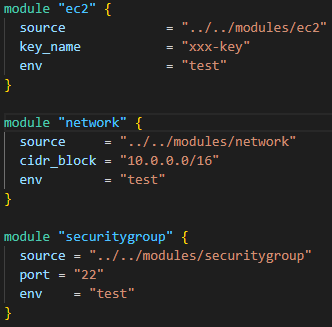 module "ec2" {
  source            = "../../modules/ec2"
  key_name          = "xxx-key"
  env               = "test"
}

module "network" {
  source     = "../../modules/network"
  cidr_block = "10.0.0.0/16"
  env        = "test"
}

module "securitygroup" {
  source = "../../modules/securitygroup"
  port = "22"
  env    = "test"
}